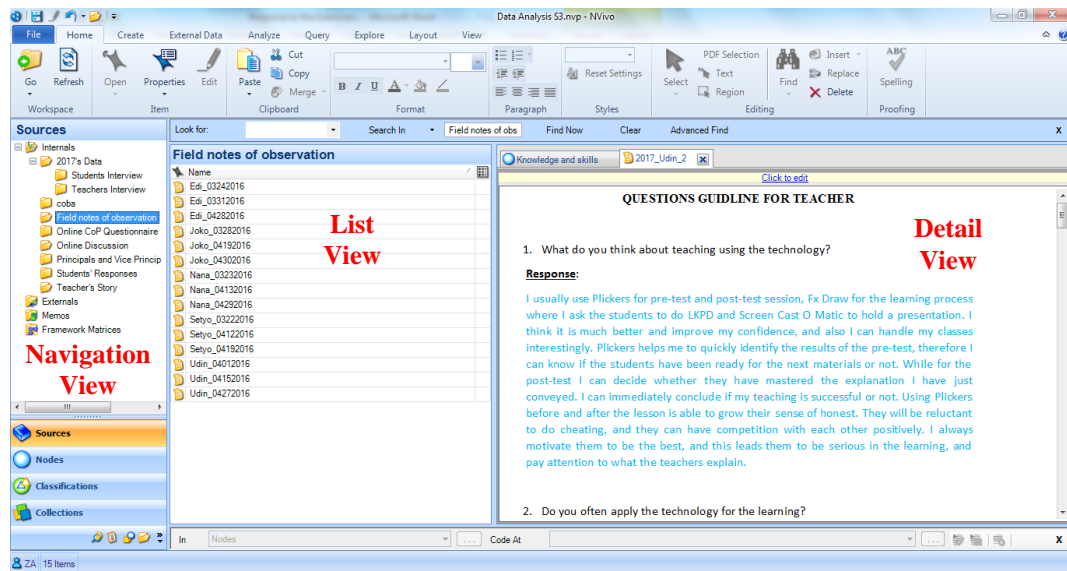 Data Analysis S3.nvp - NVivo
File Home Create External Data Analyze Query Explore Layout View
Go Refresh Open Properties Edit Paste Cut Copy Merge
B I U A
Reset Settings
Select PDF Selection Text Region Find Insert Replace Delete
ABC Spelling
Workspace Item Clipboard Format Paragraph Styles Editing Proofing
Sources
Look for: Search In Field notes of obs Find Now Clear Advanced Find X
Internals
2017's Data
Students Interview
Teachers Interview
coba
Field notes of observation
Online CoP Questionnaire
Online Discussion
Principals and Vice Princip
Students' Responses
Teacher's Story
Externals
Memos
Framework Matrices
Navigation
View
Sources
Nodes
Classifications
Collections
Field notes of observation
Name
Edi_03242016
Edi_03312016
Edi_04282016
Joko_03282016
Joko_04192016
Joko_04302016
Nana_03232016
Nana_04132016
Nana_04292016
Setyo_03222016
Setyo_04122016
Setyo_04192016
Udin_04012016
Udin_04152016
Udin_04272016
List
View
Knowledge and skills 2017_Udin_2
Click to edit
QUESTIONS GUIDLINE FOR TEACHER
Detail
View
1. What do you think about teaching using the technology?
Response:
I usually use Plickers for pre-test and post-test session, Fx Draw for the learning process
where I ask the students to do LKPD and Screen Cast O Matic to hold a presentation. I
think it is much better and improve my confidence, and also I can handle my classes
interestingly. Plickers helps me to quickly identify the results of the pre-test, therefore I
can know if the students have been ready for the next materials or not. While for the
post-test I can decide whether they have mastered the explanation I have just
conveyed. I can immediately conclude if my teaching is successful or not. Using Plickers
before and after the lesson is able to grow their sense of honest. They will be reluctant
to do cheating, and they can have competition with each other positively. I always
motivate them to be the best, and this leads them to be serious in the learning, and
pay attention to what the teachers explain.
2. Do you often apply the technology for the learning?
In Nodes ... Code At ... X
ZA 15 Items